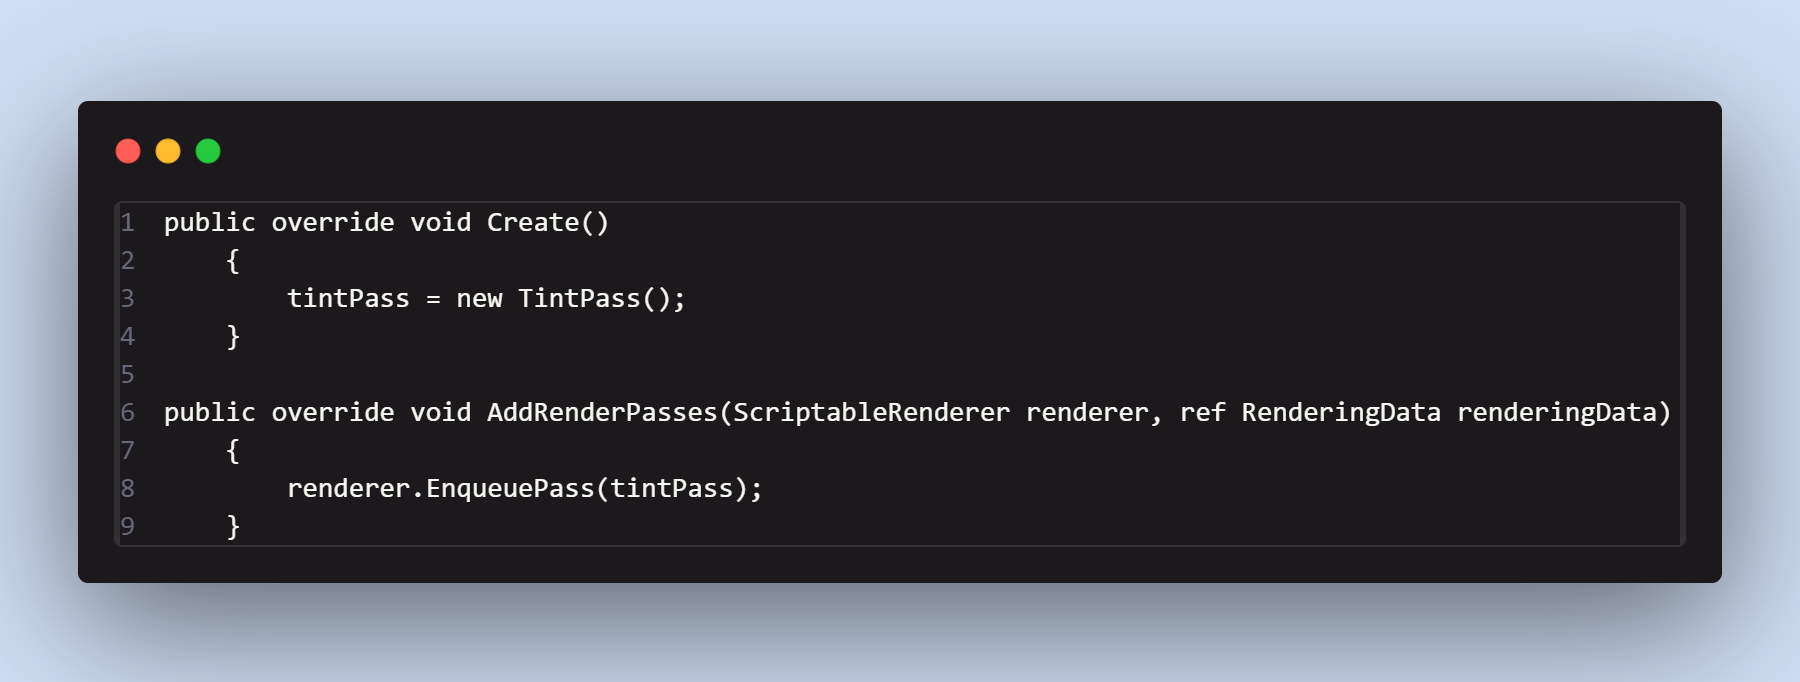 1 public override void Create()
2     {
3         tintPass = new TintPass();
4     }
5
6 public override void AddRenderPasses(ScriptableRenderer renderer, ref RenderingData renderingData)
7     {
8         renderer.EnqueuePass(tintPass);
9     }